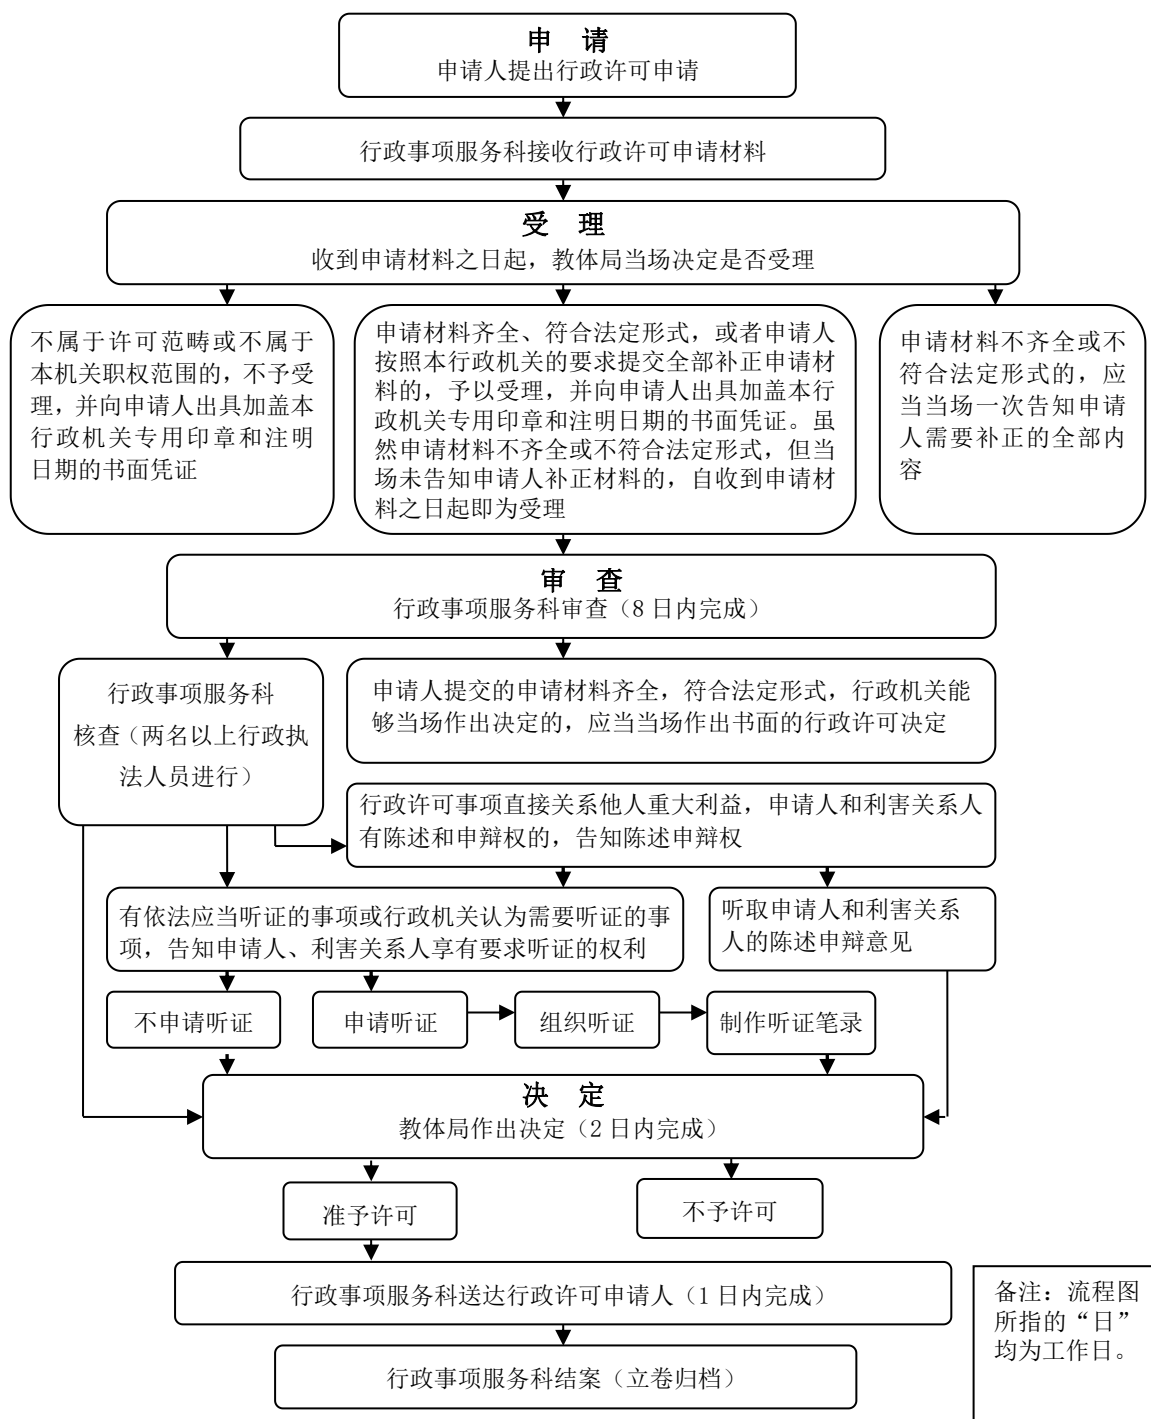 申 请
申请人提出行政许可申请
行政事项服务科接收行政许可申请材料
受 理
收到申请材料之日起，教体局当场决定是否受理
不属于许可范畴或不属于
本机关职权范围的，不予受
理，并向申请人出具加盖本
行政机关专用印章和注明
日期的书面凭证
申请材料齐全、符合法定形式，或者申请人
按照本行政机关的要求提交全部补正申请材
料的，予以受理，并向申请人出具加盖本行
政机关专用印章和注明日期的书面凭证。虽
然申请材料不齐全或不符合法定形式，但当
场未告知申请人补正材料的，自收到申请材
料之日起即为受理
申请材料不齐全或不
符合法定形式的，应
当当场一次告知申请
人需要补正的全部内
容
审 查
行政事项服务科审查（8 日内完成）
行政事项服务科
核查（两名以上行政执
法人员进行）
申请人提交的申请材料齐全，符合法定形式，行政机关能
够当场作出决定的，应当当场作出书面的行政许可决定
行政许可事项直接关系他人重大利益，申请人和利害关系人
有陈述和申辩权的，告知陈述申辩权
有依法应当听证的事项或行政机关认为需要听证的事
项，告知申请人、利害关系人享有要求听证的权利
听取申请人和利害关系
人的陈述申辩意见
不申请听证
申请听证
组织听证
制作听证笔录
决 定
教体局作出决定（2 日内完成）
准予许可
不予许可
行政事项服务科送达行政许可申请人（1 日内完成）
行政事项服务科结案（立卷归档）
备注：流程图
所指的“日”
均为工作日。